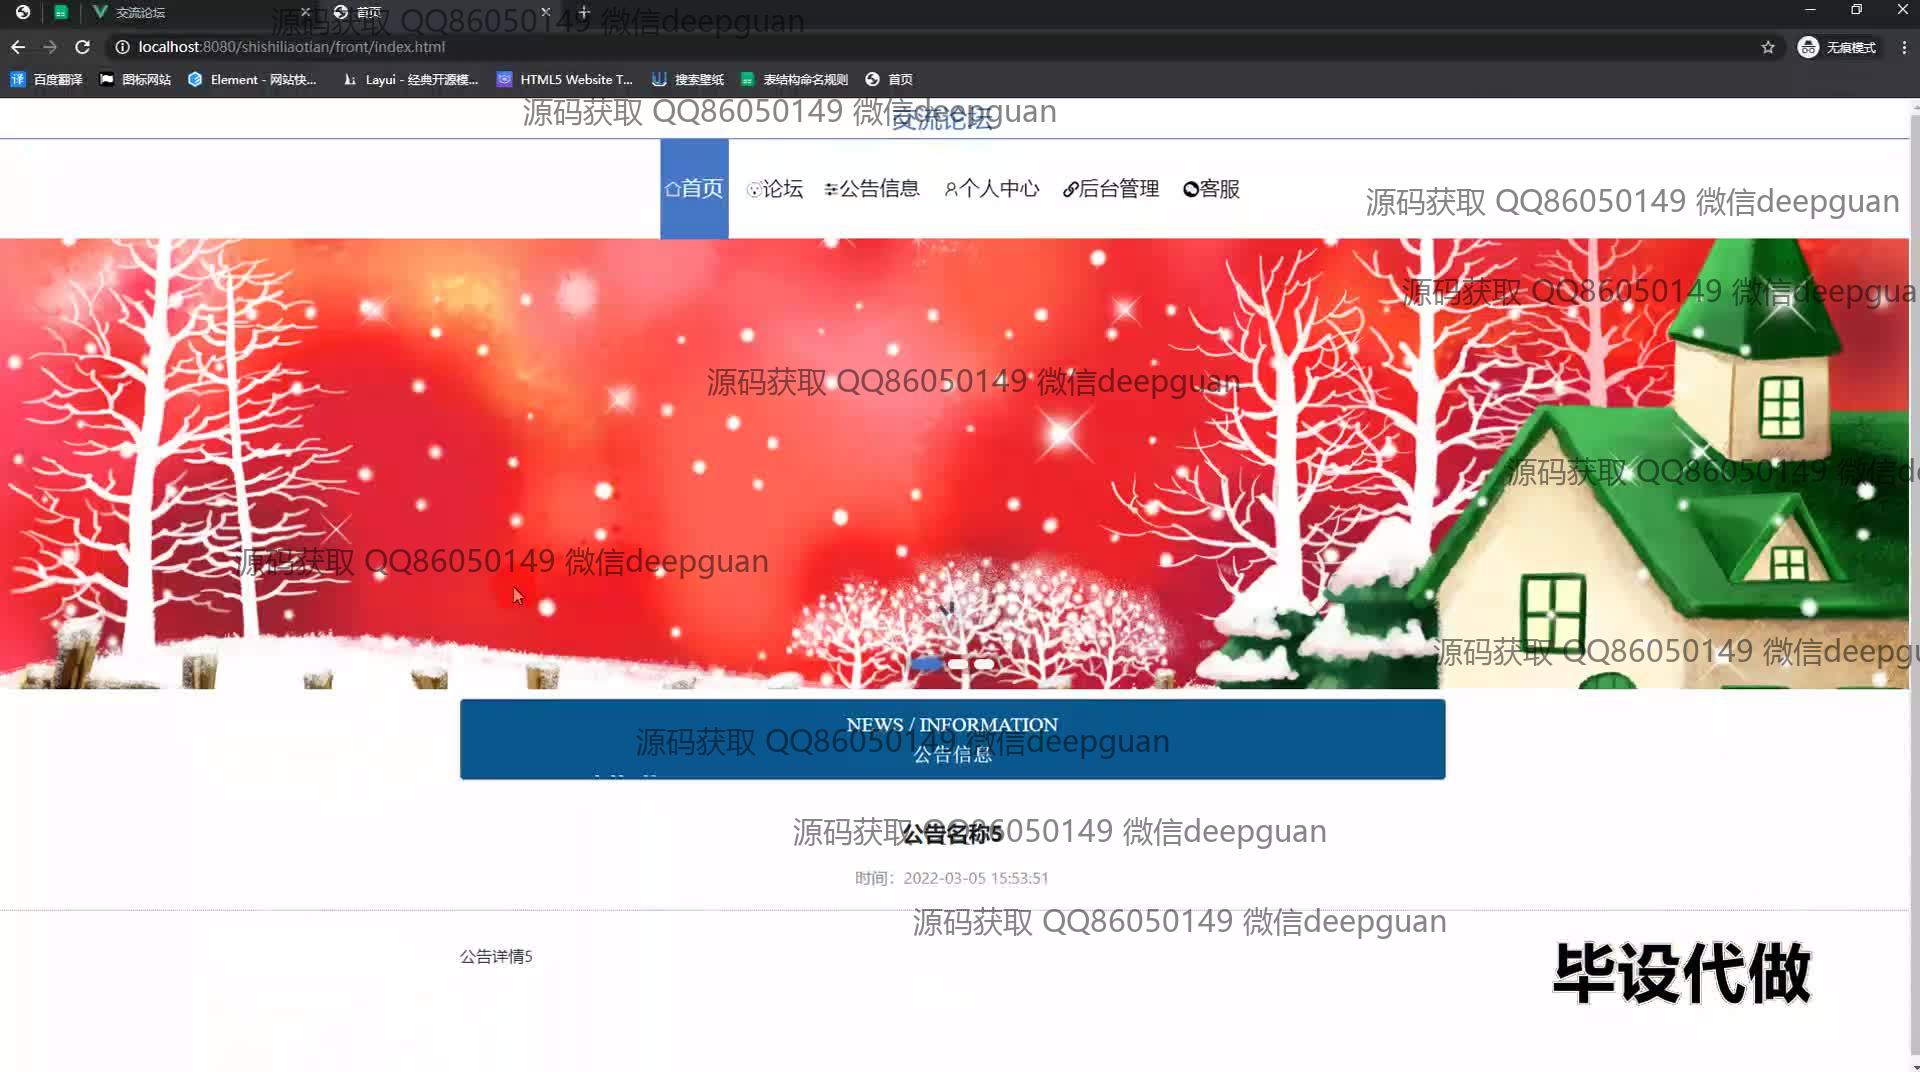 交流论坛
首页
源码获取 QQ86050149 微信deepguan
localhost:8080/shishiliaotian/front/index.html
无痕模式
百度翻译
图标网站
Element - 网站快...
Layui - 经典开源模...
HTML5 Website T...
搜索壁纸
表结构命名规则
首页
源码获取 QQ86050149 微信deepguan
交流论坛
首页
论坛
公告信息
个人中心
后台管理
客服
源码获取 QQ86050149 微信deepguan
源码获取 QQ86050149 微信deepgua
源码获取 QQ86050149 微信deepguan
源码获取 QQ86050149 微信de
源码获取 QQ86050149 微信deepguan
源码获取 QQ86050149 微信deepgu
NEWS / INFORMATION
源码获取 QQ86050149 微信deepguan
公告信息
源码获取 QQ86050149 微信deepguan
公告名称5
时间：2022-03-05 15:53:51
源码获取 QQ86050149 微信deepguan
公告详情5
毕设代做